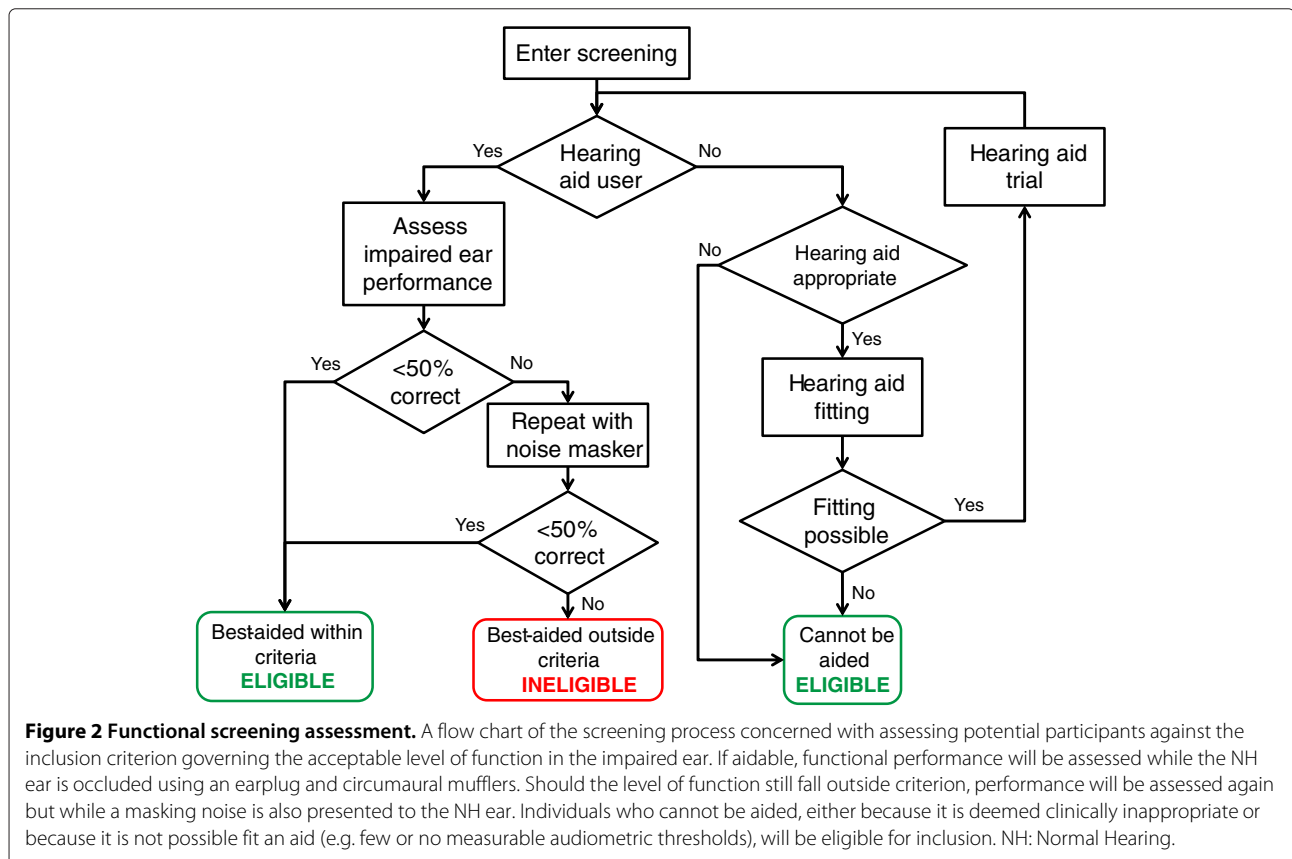 Enter screening
Yes
Hearing
aid user
No
Hearing aid
trial
Assess
impaired ear
performance
No
Hearing aid
appropriate
Yes
Yes
<50%
correct
No
Hearing aid
fitting
Repeat with
noise masker
Yes
<50%
correct
Fitting
possible
Yes
No
No
Best-aided within
criteria
ELIGIBLE
Best-aided outside
criteria
INELIGIBLE
Cannot be
aided
ELIGIBLE
Figure 2 Functional screening assessment. A flow chart of the screening process concerned with assessing potential participants against the
inclusion criterion governing the acceptable level of function in the impaired ear. If aidable, functional performance will be assessed while the NH
ear is occluded using an earplug and circumaural mufflers. Should the level of function still fall outside criterion, performance will be assessed again
but while a masking noise is also presented to the NH ear. Individuals who cannot be aided, either because it is deemed clinically inappropriate or
because it is not possible fit an aid (e.g. few or no measurable audiometric thresholds), will be eligible for inclusion. NH: Normal Hearing.